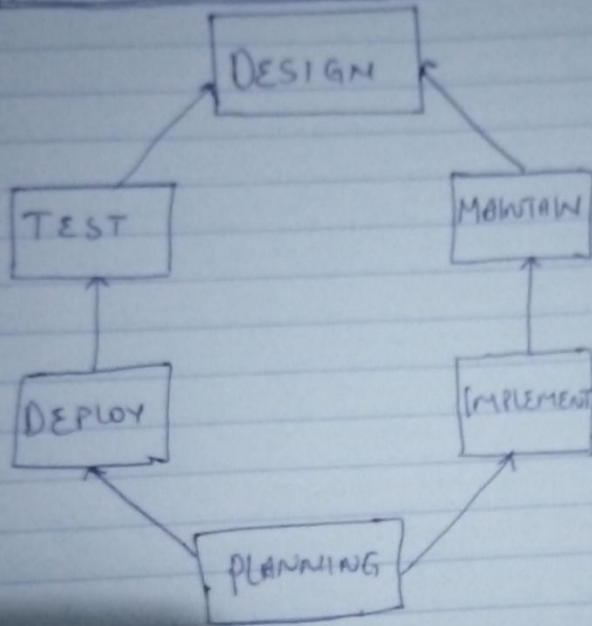 DESIGN
TEST
MAINTAIN
DEPLOY
IMPLEMENT
PLANNING